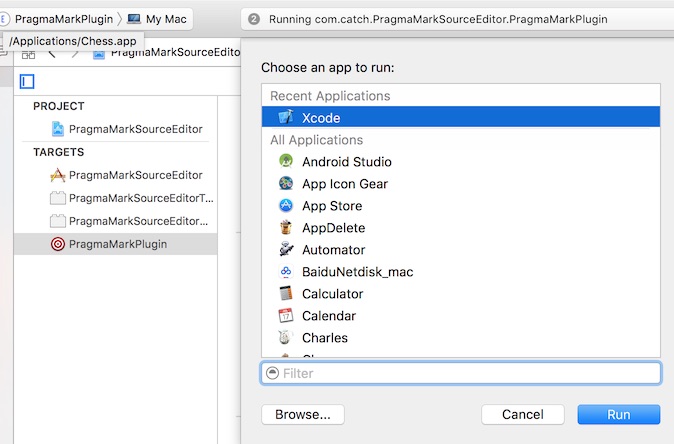 E PragmaMarkPlugin My Mac
2 Running com.catch.PragmaMarkSourceEditor.PragmaMarkPlugin
/Applications/Chess.app
PragmaMarkSourceEdito
PROJECT
PragmaMarkSourceEditor
TARGETS
PragmaMarkSourceEditor
PragmaMarkSourceEditorT...
PragmaMarkSourceEditor...
PragmaMarkPlugin
Choose an app to run:
Recent Applications
Xcode
All Applications
Android Studio
App Icon Gear
App Store
AppDelete
Automator
BaiduNetdisk_mac
Calculator
Calendar
Charles
Filter
Browse...
Cancel
Run